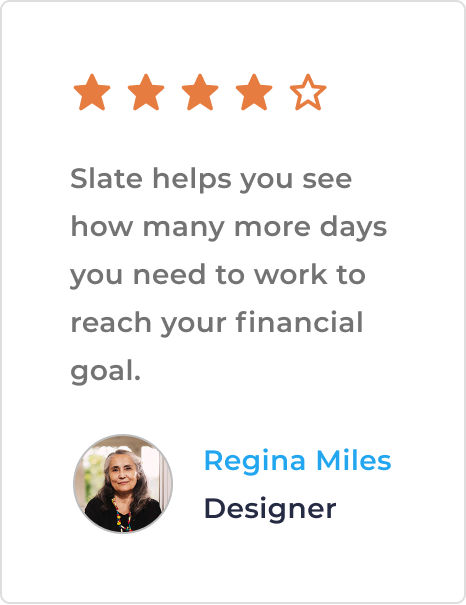 Slate helps you see
how many more days
you need to work to
reach your financial
goal.
Regina Miles
Designer